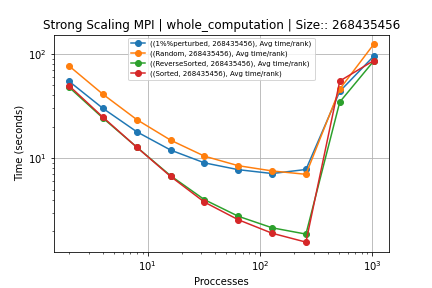 Strong Scaling MPI | whole_computation | Size:: 268435456
((1%%perturbed, 268435456), Avg time/rank)
((Random, 268435456), Avg time/rank)
((ReverseSorted, 268435456), Avg time/rank)
((Sorted, 268435456), Avg time/rank)
Time (seconds)
10²
10¹
10¹ 10² 10³
Proccesses